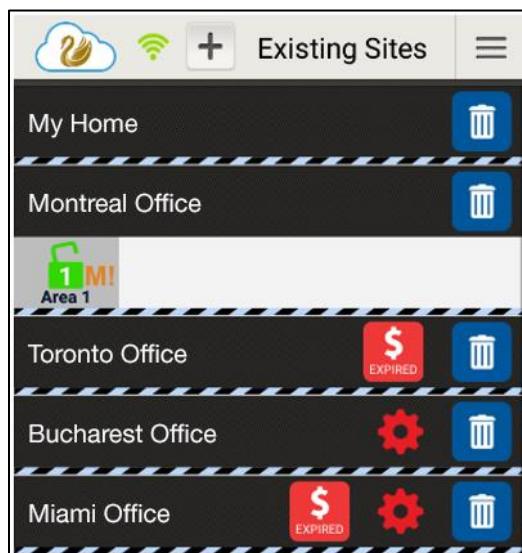 Existing Sites
My Home
Montreal Office
1 M!
Area 1
Toronto Office
$
EXPIRED
Bucharest Office
Miami Office
$
EXPIRED